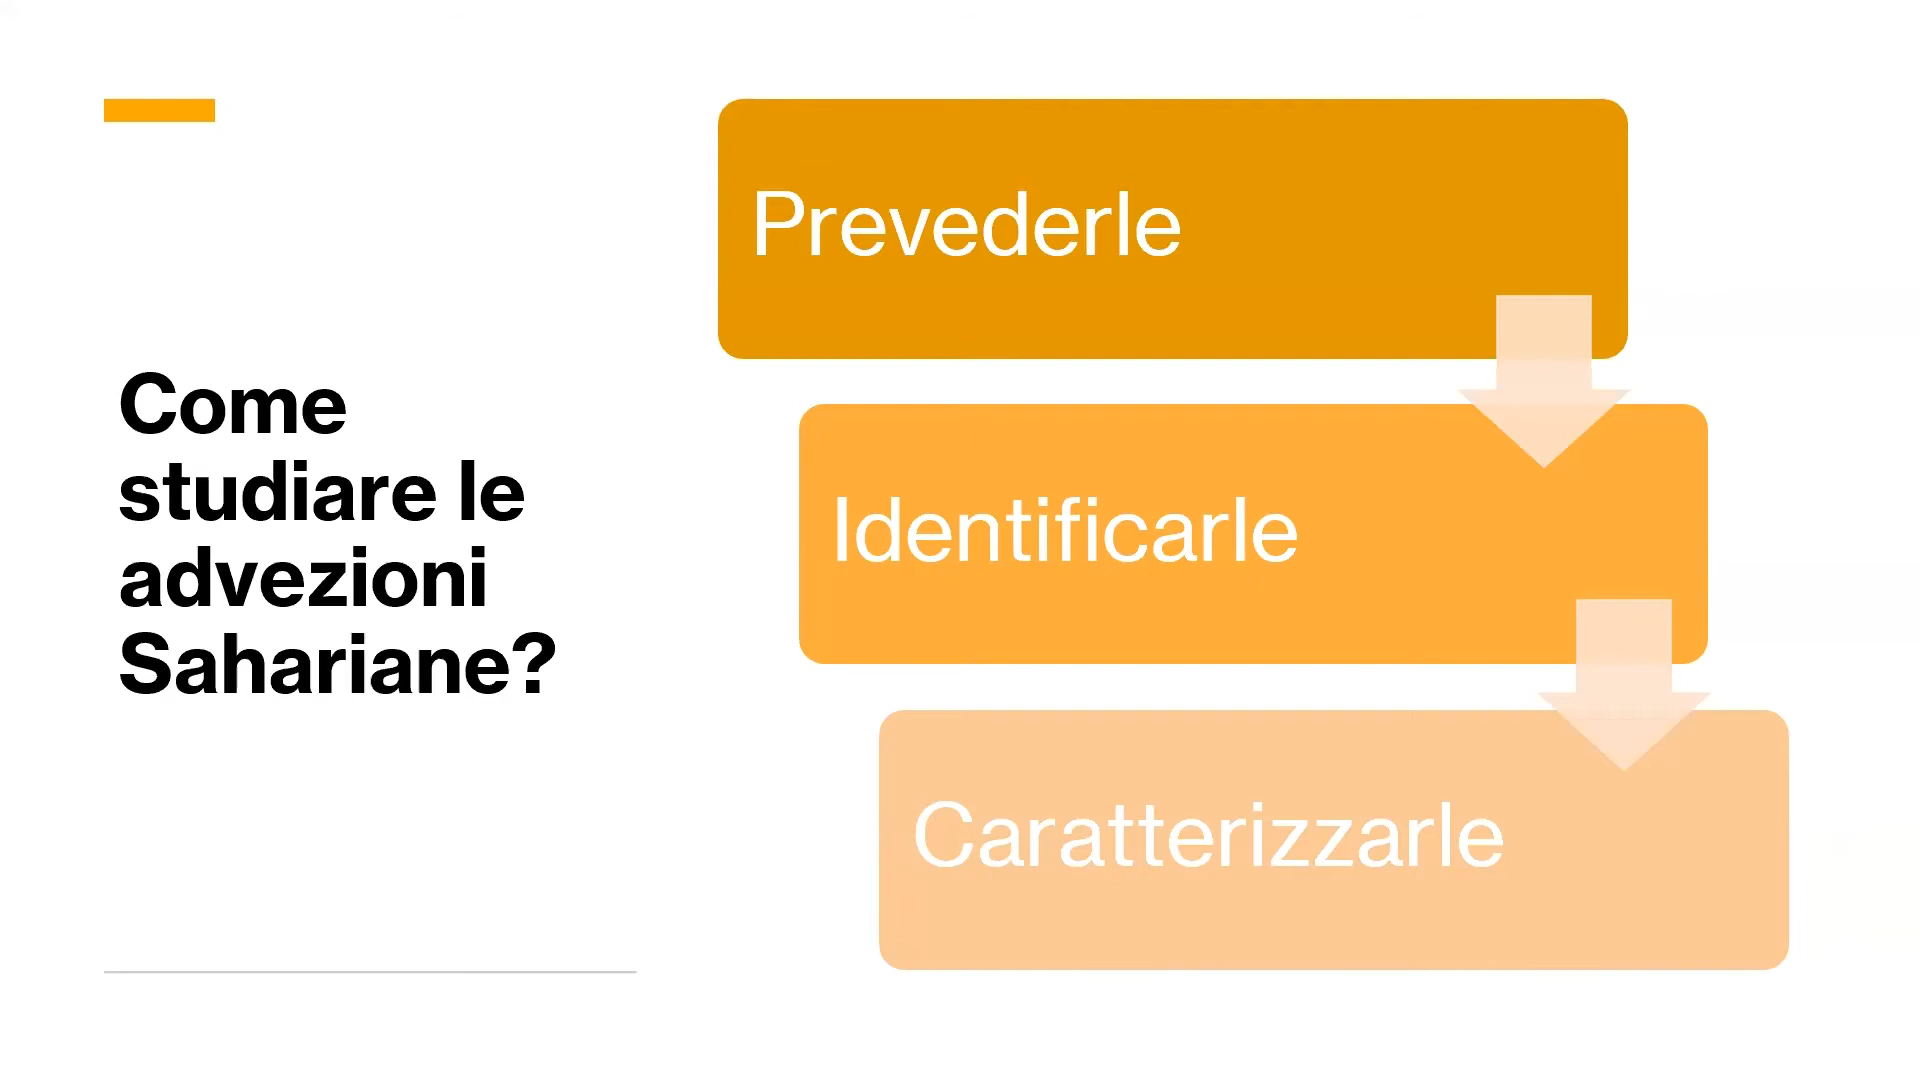 Come
studiare le
advezioni
Sahariane?
Prevederle
Identificarle
Caratterizzarle